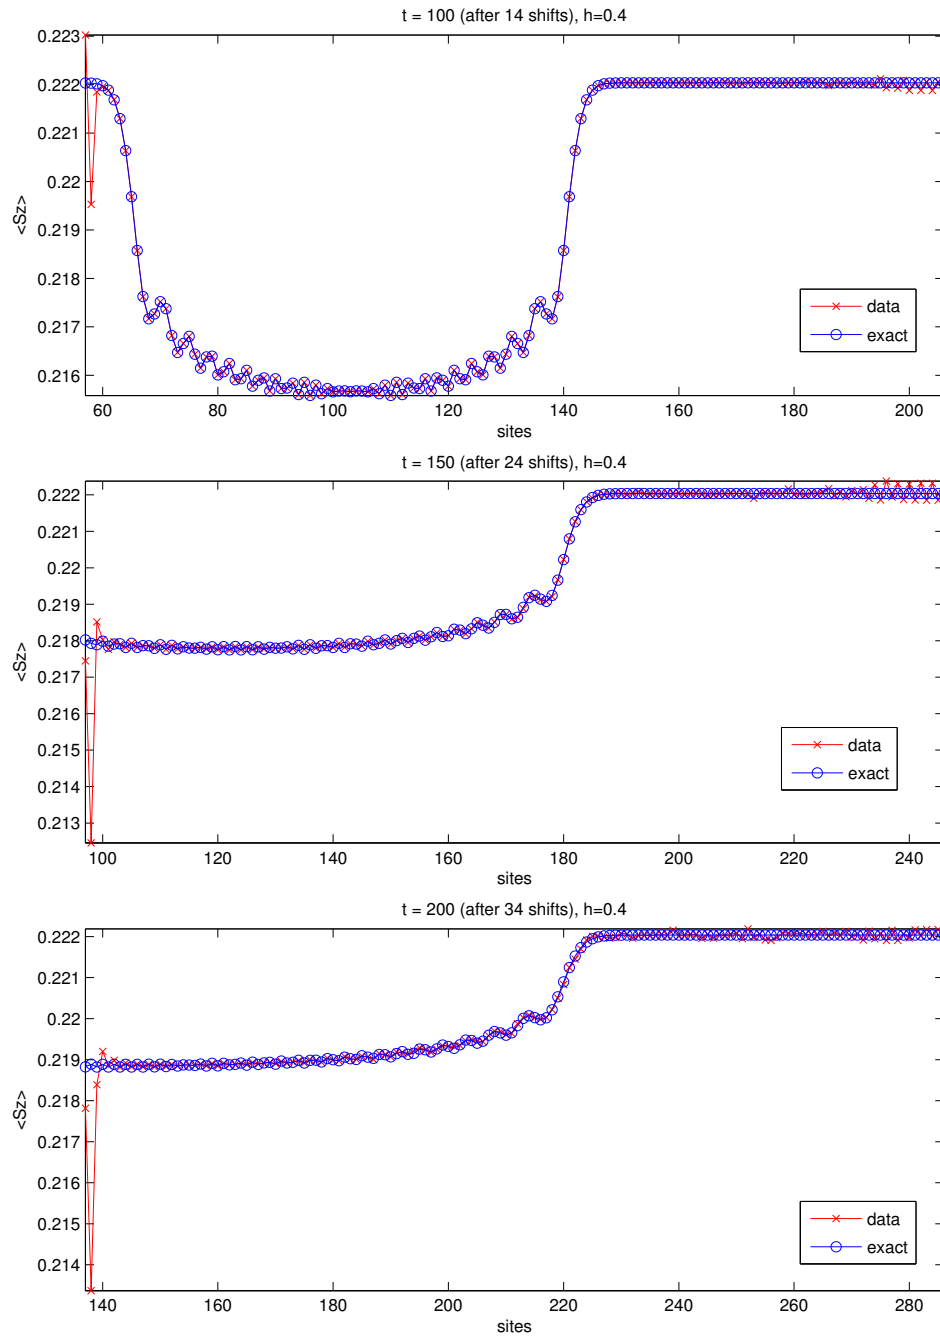 t = 100 (after 14 shifts), h=0.4
0.223
0.222
0.221
0.22
0.219
0.218
0.217
0.216
<Sz>
data
exact
60 80 100 120 140 160 180 200
sites
t = 150 (after 24 shifts), h=0.4
0.222
0.221
0.22
0.219
0.218
0.217
0.216
0.215
0.214
0.213
<Sz>
data
exact
100 120 140 160 180 200 220 240
sites
t = 200 (after 34 shifts), h=0.4
0.222
0.221
0.22
0.219
0.218
0.217
0.216
0.215
0.214
<Sz>
data
exact
140 160 180 200 220 240 260 280
sites